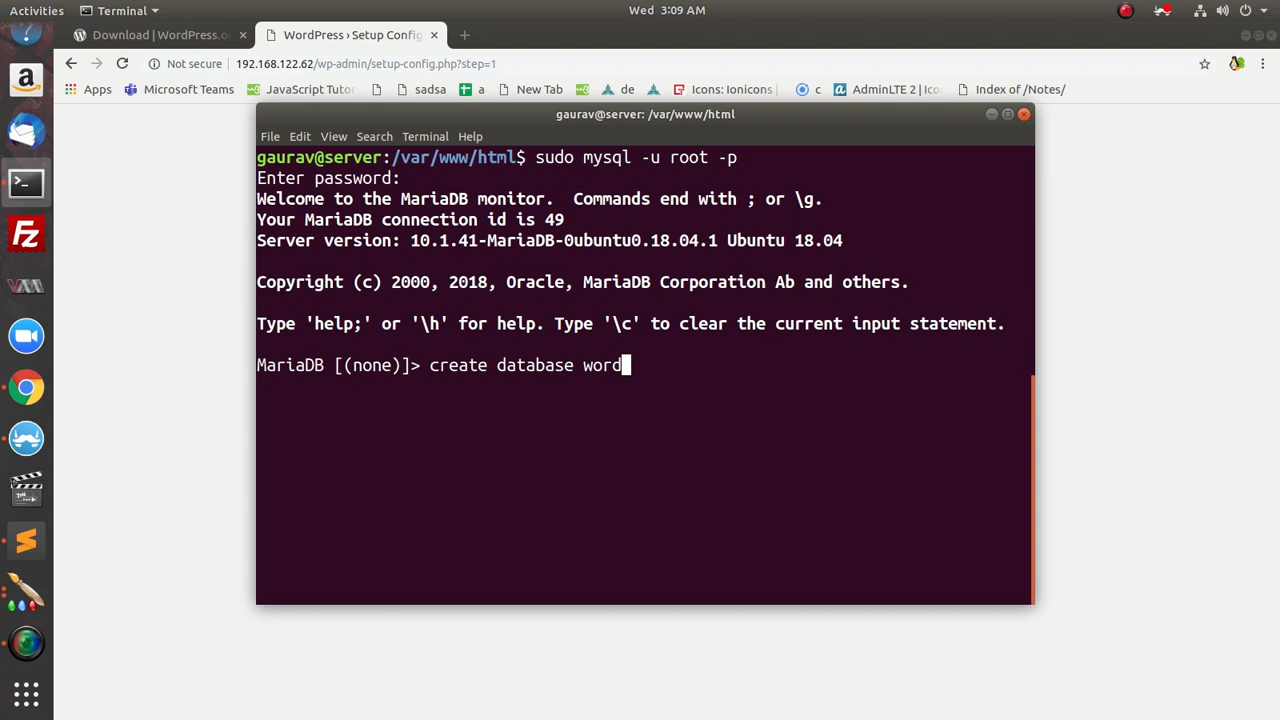 Activities
Terminal
Wed 3:09 AM
Download | WordPress.or
WordPress › Setup Config
Not secure
192.168.122.62/wp-admin/setup-config.php?step=1
Apps
Microsoft Teams
JavaScript Tutor
sadsa
a
New Tab
de
Icons: Ionicons
c
AdminLTE 2 | Ico
Index of /Notes/
gaurav@server: /var/www/html
File Edit View Search Terminal Help
gaurav@server:/var/www/html$ sudo mysql -u root -p
Enter password:
Welcome to the MariaDB monitor.  Commands end with ; or \g.
Your MariaDB connection id is 49
Server version: 10.1.41-MariaDB-0ubuntu0.18.04.1 Ubuntu 18.04
Copyright (c) 2000, 2018, Oracle, MariaDB Corporation Ab and others.
Type 'help;' or '\h' for help. Type '\c' to clear the current input statement.
MariaDB [(none)]> create database word